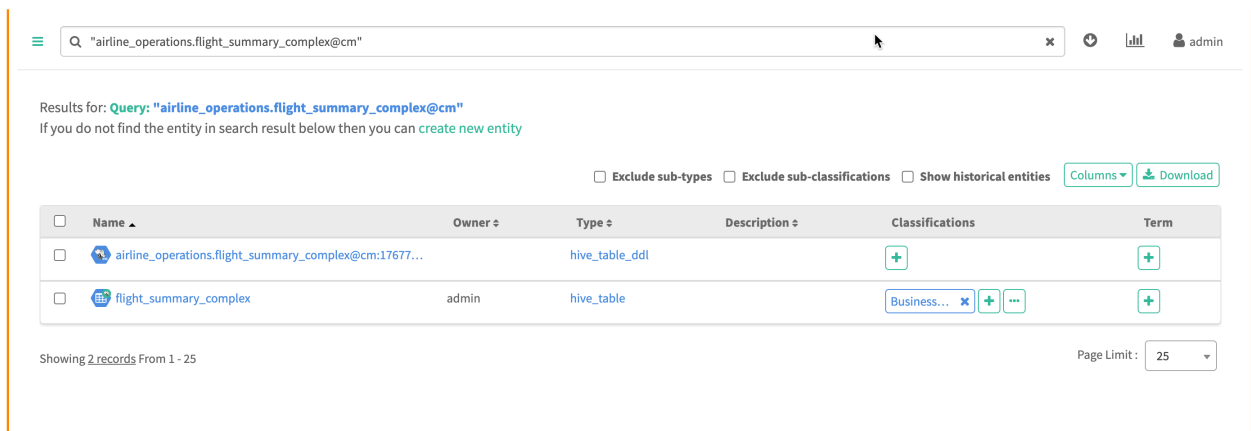 "airline_operations.flight_summary_complex@cm"
admin
Results for: Query: "airline_operations.flight_summary_complex@cm"
If you do not find the entity in search result below then you can create new entity
Exclude sub-types Exclude sub-classifications Show historical entities Columns Download
Name Owner Type Description Classifications Term
airline_operations.flight_summary_complex@cm:17677... hive_table_ddl
flight_summary_complex admin hive_table Business...
Showing 2 records From 1 - 25
Page Limit : 25